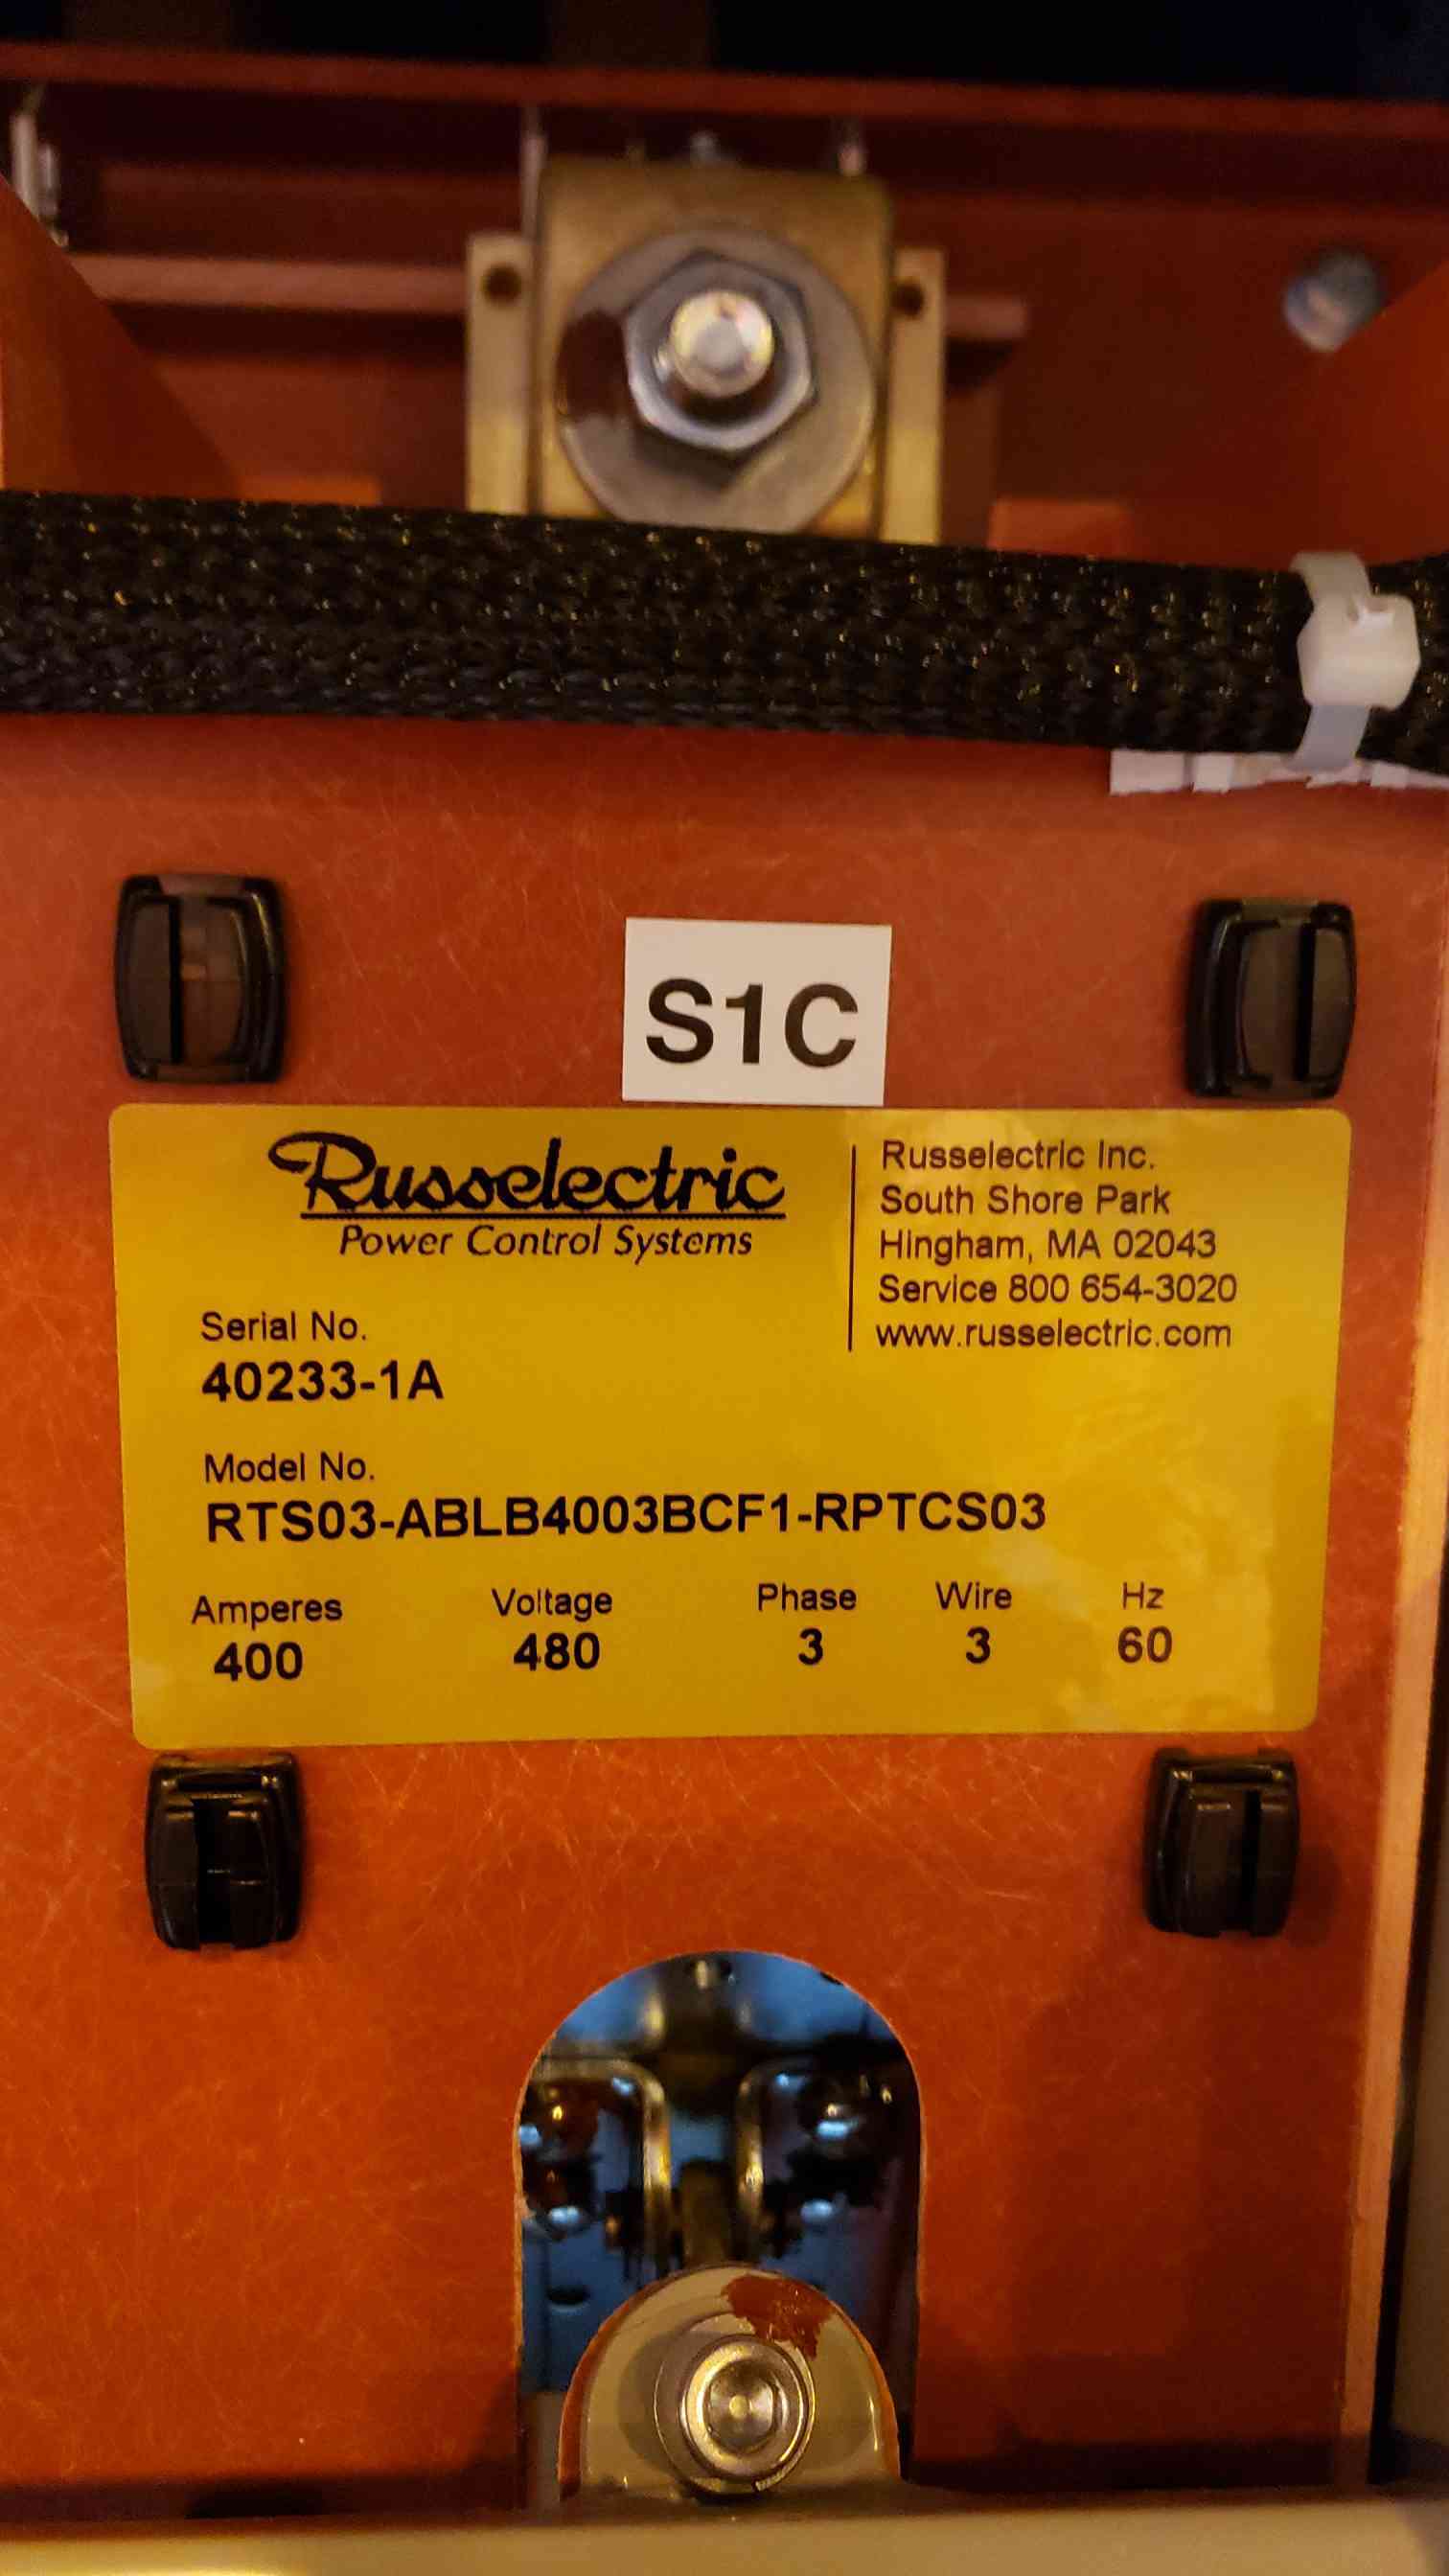 S1C
Russelectric
Power Control Systems
Russelectric Inc.
South Shore Park
Hingham, MA 02043
Service 800 654-3020
www.russelectric.com
Serial No.
40233-1A
Model No.
RTS03-ABLB4003BCF1-RPTCS03
Amperes Voltage Phase Wire Hz
400 480 3 3 60